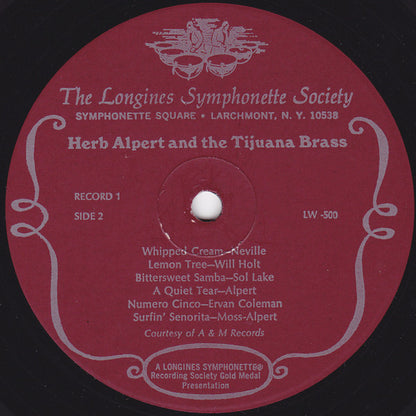 The Longines Symphonette Society
SYMPHONETTE SQUARE • LARCHMONT, N. Y. 10538
Herb Alpert and the Tijuana Brass
RECORD 1
SIDE 2 LW -500
Whipped Cream—Neville
Lemon Tree—Will Holt
Bittersweet Samba—Sol Lake
A Quiet Tear—Alpert
Numero Cinco—Ervan Coleman
Surfin' Senorita—Moss-Alpert
Courtesy of A & M Records
A LONGINES SYMPHONETTE®
Recording Society Gold Medal
Presentation